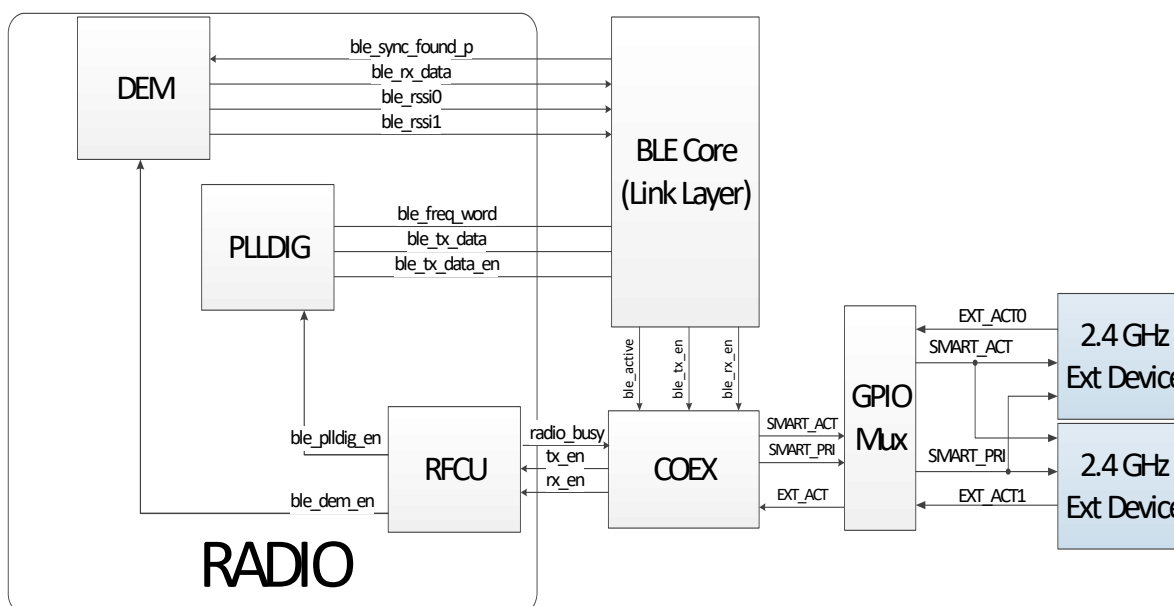 DEM
ble_sync_found_p
ble_rx_data
ble_rssi0
ble_rssi1
BLE Core
(Link Layer)
PLLDIG
ble_freq_word
ble_tx_data
ble_tx_data_en
ble_active
ble_tx_en
ble_rx_en
EXT_ACT0
SMART_ACT
2.4 GHz
Ext Device
GPIO
Mux
ble_plldig_en
RFCU
radio_busy
tx_en
rx_en
COEX
SMART_ACT
SMART_PRI
EXT_ACT
SMART_PRI
EXT_ACT1
2.4 GHz
Ext Device
ble_dem_en
RADIO